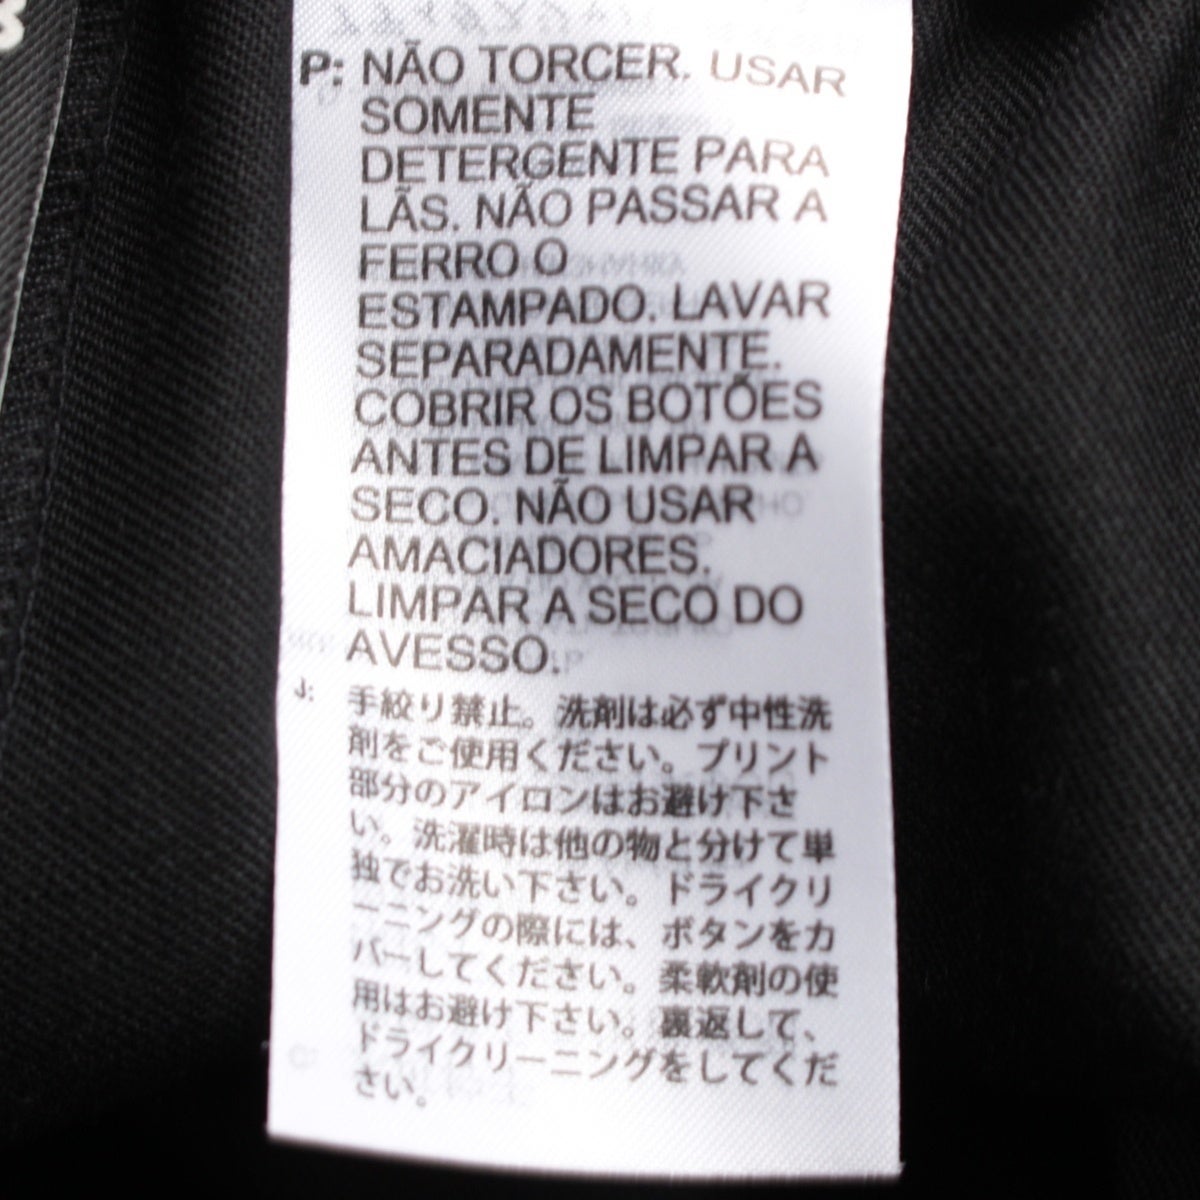 P: NÃO TORCER. USAR
SOMENTE
DETERGENTE PARA
LÃS. NÃO PASSAR A
FERRO O
ESTAMPADO. LAVAR
SEPARADAMENTE.
COBRIR OS BOTÕES
ANTES DE LIMPAR A
SECO. NÃO USAR
AMACIADORES.
LIMPAR A SECO DO
AVESSO.
J: 手絞り禁止。洗剤は必ず中性洗
剤をご使用ください。プリント
部分のアイロンはお避け下さ
い。洗濯時は他の物と分けて単
独でお洗い下さい。ドライクリ
ーニングの際には、ボタンをカ
バーしてください。柔軟剤の使
用はお避け下さい。裏返して、
ドライクリーニングをしてくだ
さい。